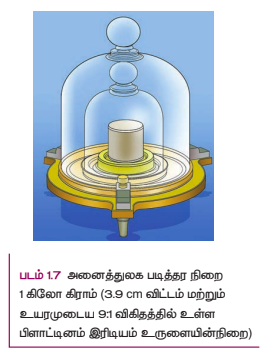 படம் 1.7 அனைத்துலக படித்தர நிறை
1 கிலோ கிராம் (3.9 cm விட்டம் மற்றும்
உயரமுடைய 9:1 விகிதத்தில் உள்ள
பிளாட்டினம் இரிடியம் உருளையின்நிறை)